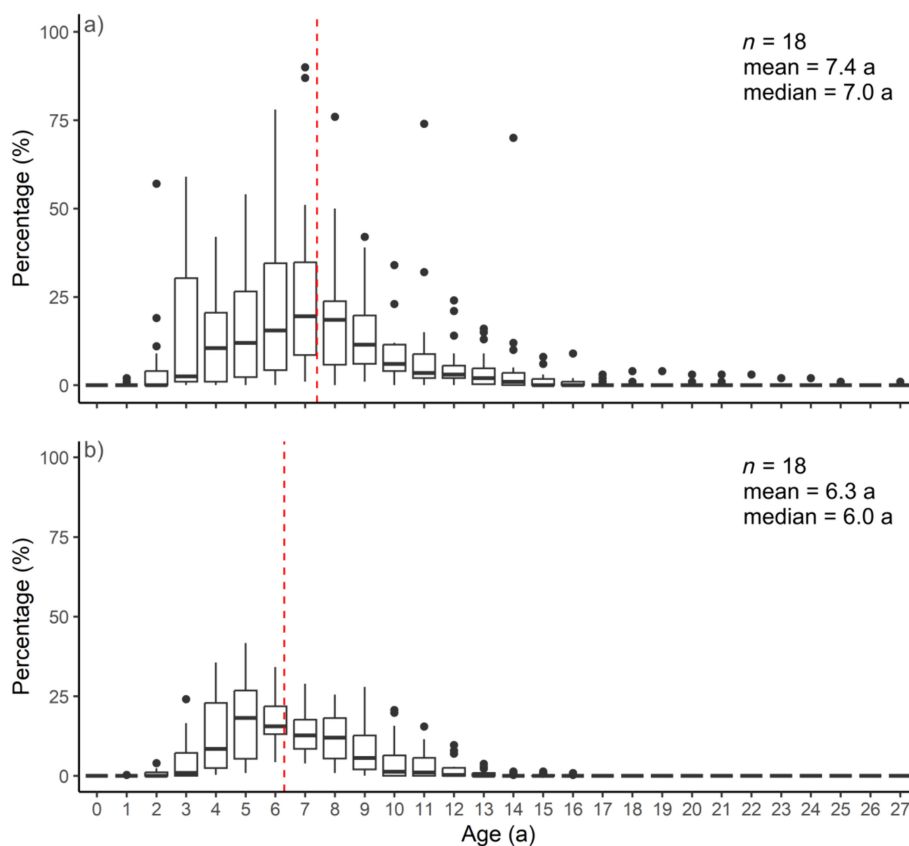 a)
n = 18
mean = 7.4 a
median = 7.0 a
Percentage (%)
100
75
50
25
0
b)
n = 18
mean = 6.3 a
median = 6.0 a
Percentage (%)
100
75
50
25
0
0 1 2 3 4 5 6 7 8 9 10 11 12 13 14 15 16 17 18 19 20 21 22 23 24 25 26 27
Age (a)